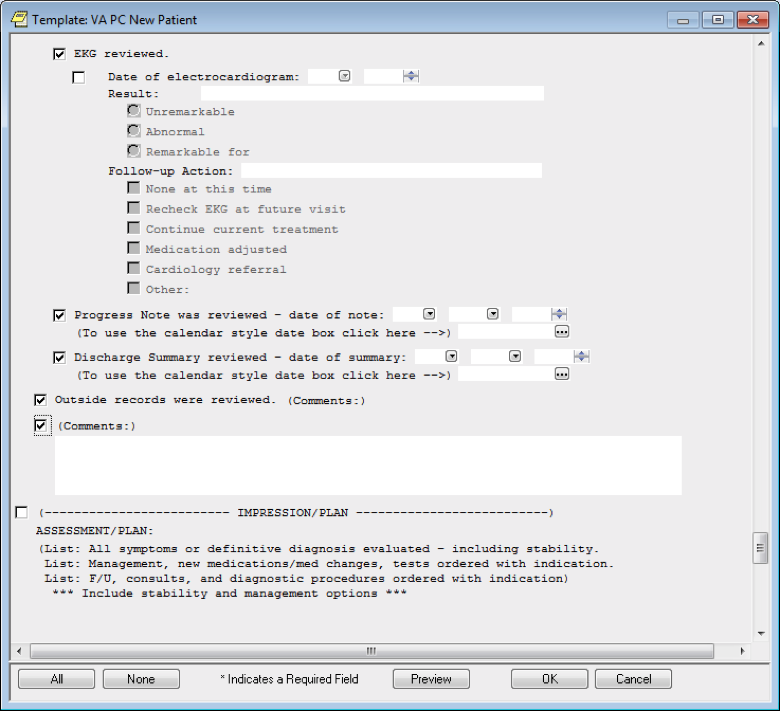 Template: VA PC New Patient
EKG reviewed.
Date of electrocardiogram:
Result:
Unremarkable
Abnormal
Remarkable for
Follow-up Action:
None at this time
Recheck EKG at future visit
Continue current treatment
Medication adjusted
Cardiology referral
Other:
Progress Note was reviewed - date of note:
(To use the calendar style date box click here -->)
Discharge Summary reviewed - date of summary:
(To use the calendar style date box click here -->)
Outside records were reviewed. (Comments:)
(Comments:)
(------------------------- IMPRESSION/PLAN --------------------------)
ASSESSMENT/PLAN:
(List: All symptoms or definitive diagnosis evaluated - including stability.
List: Management, new medications/med changes, tests ordered with indication.
List: F/U, consults, and diagnostic procedures ordered with indication)
*** Include stability and management options ***
All None * Indicates a Required Field Preview OK Cancel